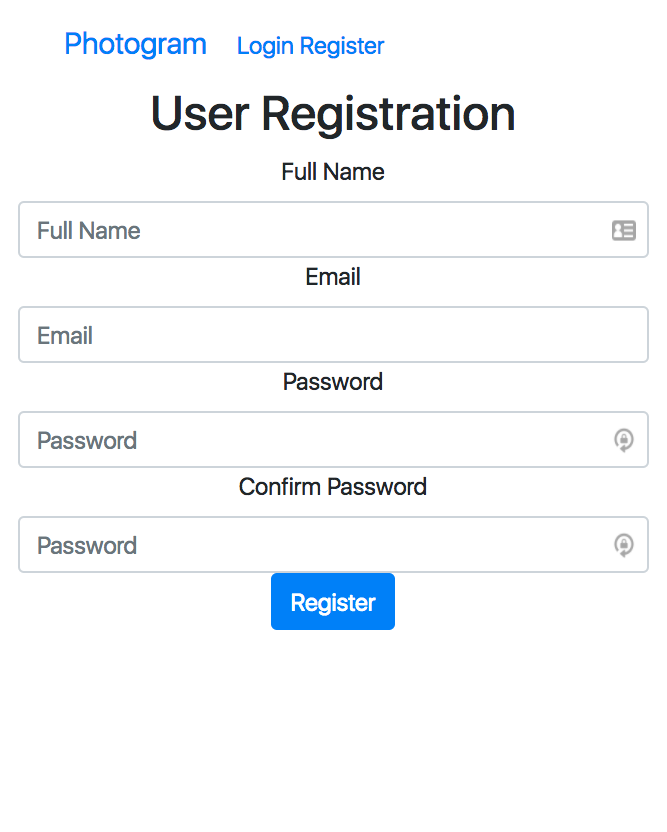 Photogram Login Register
User Registration
Full Name
Full Name
Email
Email
Password
Password
Confirm Password
Password
Register